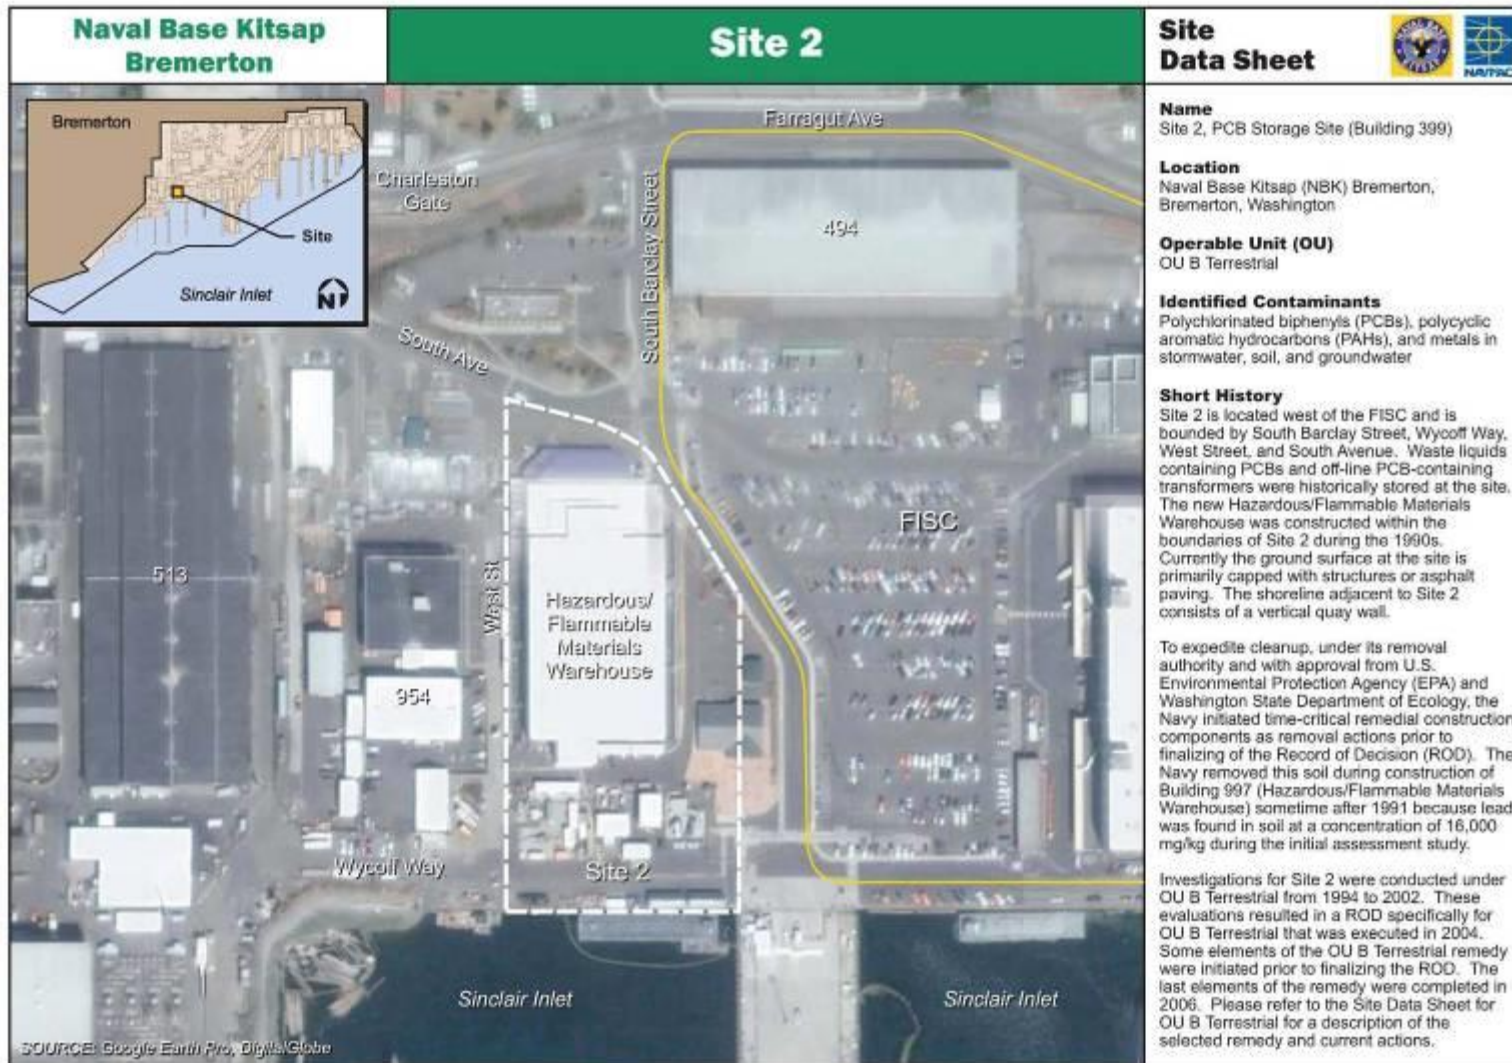 Naval Base Kitsap
Bremerton
Site 2
Site
Data Sheet
NAVAL BASE
KITSAP
NAVFAC
Bremerton
Site
Sinclair Inlet
N
Charleston
Gate
Farragut Ave
South Barclay Street
494
South Ave
513
West St
FISC
Hazardous/
Flammable
Materials
Warehouse
954
Wycoff Way
Site 2
Sinclair Inlet
Sinclair Inlet
SOURCE: Google Earth Pro, DigitalGlobe
Name
Site 2, PCB Storage Site (Building 399)
Location
Naval Base Kitsap (NBK) Bremerton,
Bremerton, Washington
Operable Unit (OU)
OU B Terrestrial
Identified Contaminants
Polychlorinated biphenyls (PCBs), polycyclic
aromatic hydrocarbons (PAHs), and metals in
stormwater, soil, and groundwater
Short History
Site 2 is located west of the FISC and is
bounded by South Barclay Street, Wycoff Way,
West Street, and South Avenue. Waste liquids
containing PCBs and off-line PCB-containing
transformers were historically stored at the site.
The new Hazardous/Flammable Materials
Warehouse was constructed within the
boundaries of Site 2 during the 1990s.
Currently the ground surface at the site is
primarily capped with structures or asphalt
paving. The shoreline adjacent to Site 2
consists of a vertical quay wall.
To expedite cleanup, under its removal
authority and with approval from U.S.
Environmental Protection Agency (EPA) and
Washington State Department of Ecology, the
Navy initiated time-critical remedial construction
components as removal actions prior to
finalizing of the Record of Decision (ROD). The
Navy removed this soil during construction of
Building 997 (Hazardous/Flammable Materials
Warehouse) sometime after 1991 because lead
was found in soil at a concentration of 16,000
mg/kg during the initial assessment study.
Investigations for Site 2 were conducted under
OU B Terrestrial from 1994 to 2002. These
evaluations resulted in a ROD specifically for
OU B Terrestrial that was executed in 2004.
Some elements of the OU B Terrestrial remedy
were initiated prior to finalizing the ROD. The
last elements of the remedy were completed in
2006. Please refer to the Site Data Sheet for
OU B Terrestrial for a description of the
selected remedy and current actions.